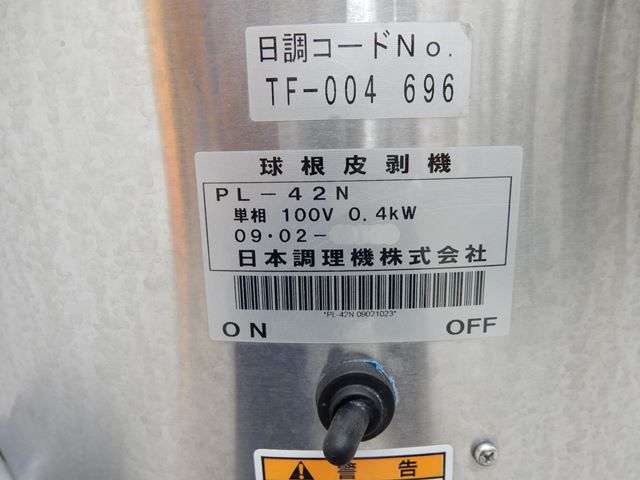 日調コードNo.
TF-004 696
球根皮剥機
PL-42N
単相 100V 0.4kW
09・02-
日本調理機株式会社
*PL-42N 09021023*
ON OFF
警告